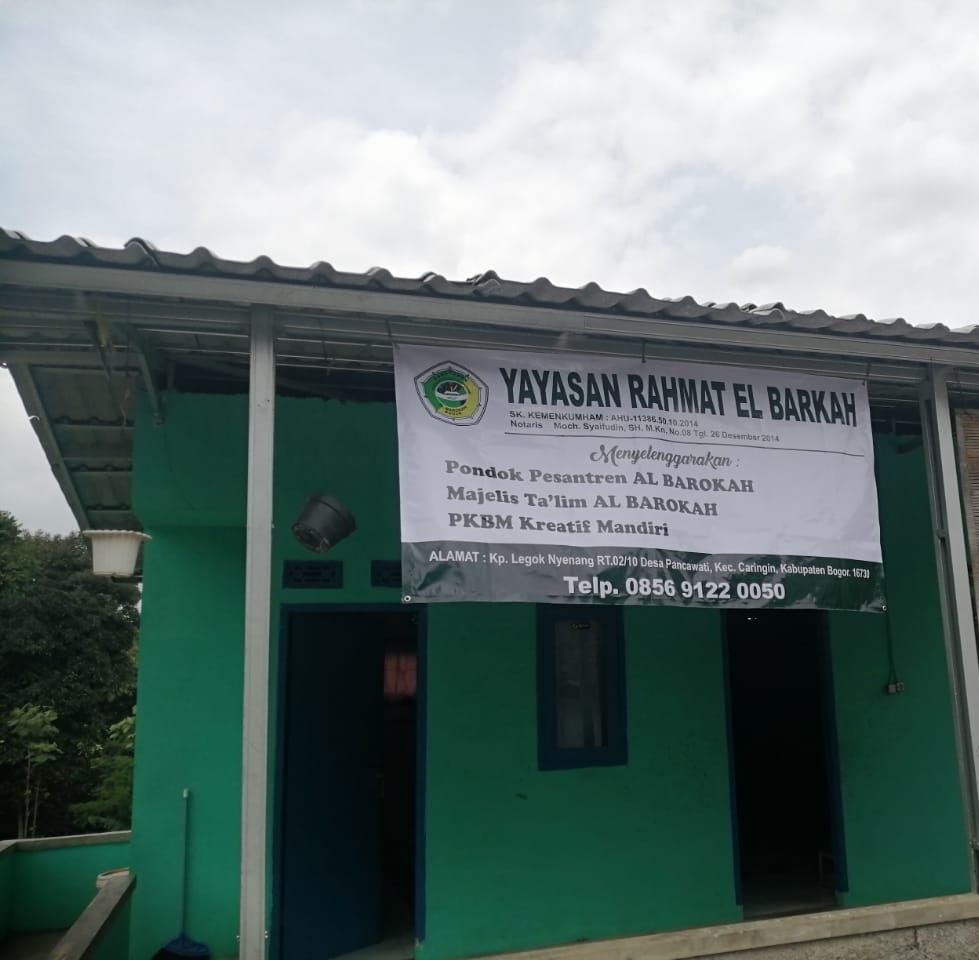 YAYASAN RAHMAT EL BARKAH
SK. KEMENKUMHAM : AHU-11386.50.10.2014
Notaris Moch. Syaifudin, SH. M.Kn, No.08 Tgl. 26 Desember 2014
Menyelenggarakan :
Pondok Pesantren AL BAROKAH
Majelis Ta'lim AL BAROKAH
PKBM Kreatif Mandiri
ALAMAT : Kp. Legok Nyenang RT.02/10 Desa Pancawati, Kec. Caringin, Kabupaten Bogor. 16730
Telp. 0856 9122 0050